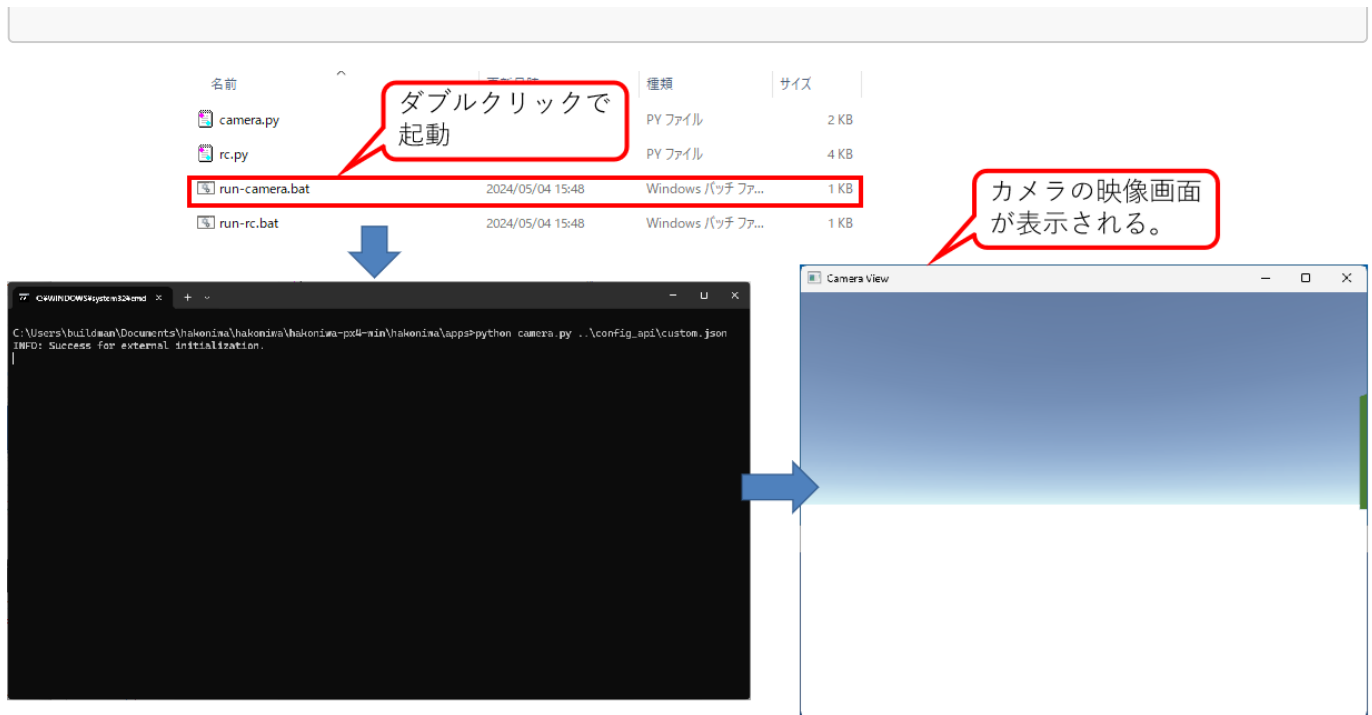 名前
種類
サイズ
ダブルクリックで
起動
camera.py
PY ファイル
2 KB
rc.py
PY ファイル
4 KB
run-camera.bat
2024/05/04 15:48
Windows バッチ ファ...
1 KB
run-rc.bat
2024/05/04 15:48
Windows バッチ ファ...
1 KB
カメラの映像画面
が表示される。
C:¥WINDOWS¥system32¥cmd
C:\Users\buildman\Documents\hakoniwa\hakoniwa\hakoniwa-px4-win\hakoniwa\apps>python camera.py ..\config_api\custom.json
INFO: Success for external initialization.
Camera View